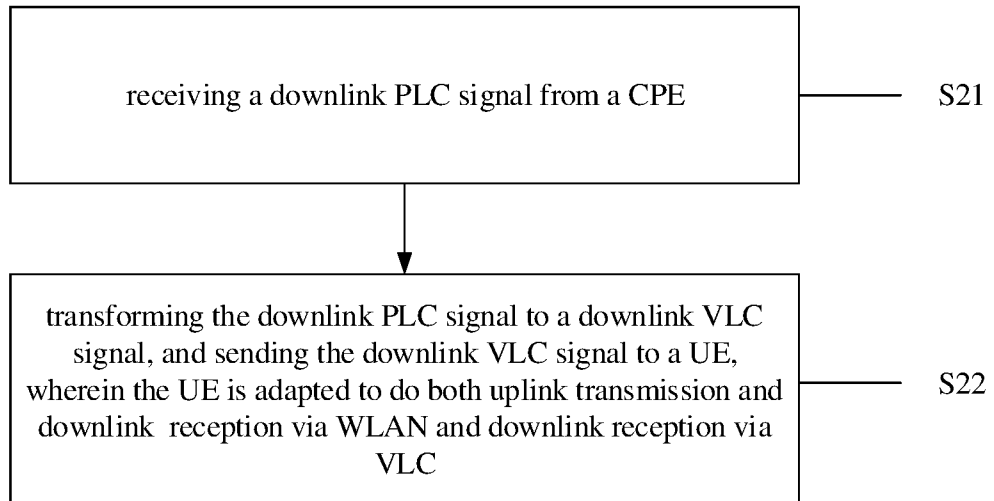 receiving a downlink PLC signal from a CPE
S21
transforming the downlink PLC signal to a downlink VLC
signal, and sending the downlink VLC signal to a UE,
wherein the UE is adapted to do both uplink transmission and
downlink reception via WLAN and downlink reception via
VLC
S22